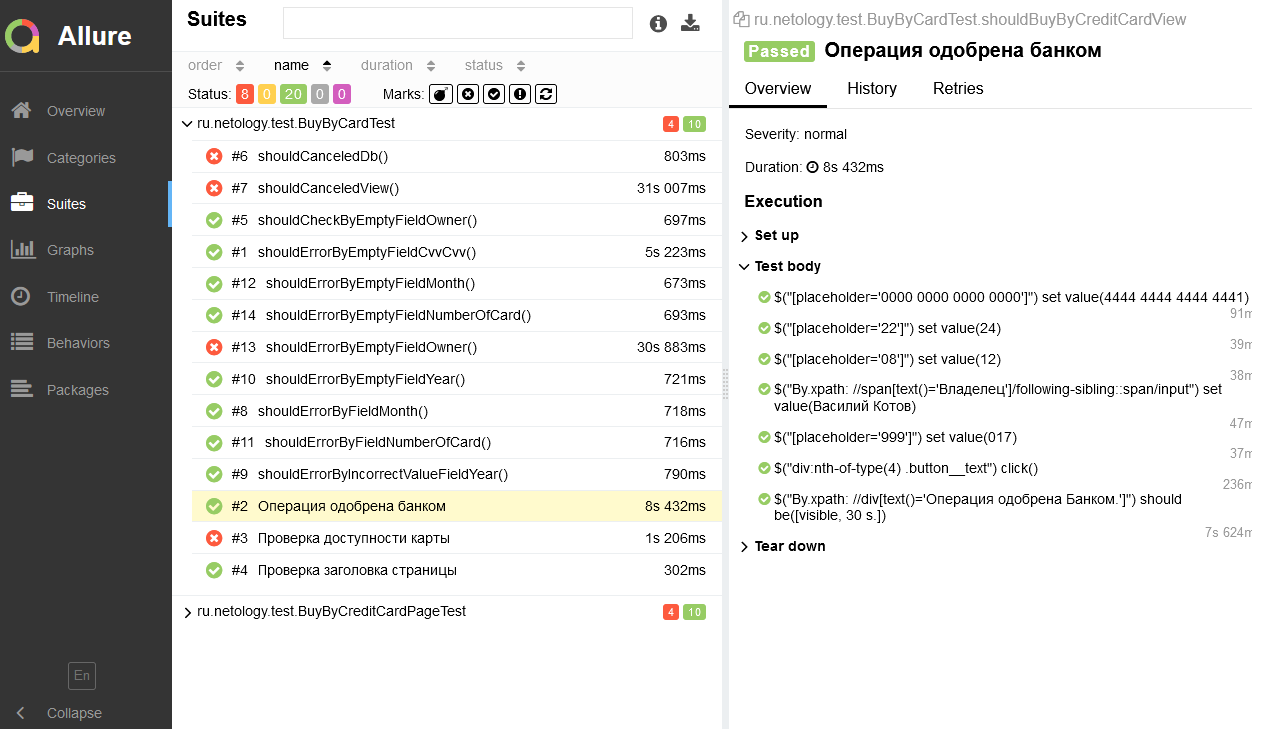 Allure
Overview
Categories
Suites
Graphs
Timeline
Behaviors
Packages
En
Collapse
Suites
order name duration status
Status: 8 0 20 0 0 Marks:
ru.netology.test.BuyByCardTest 4 10
#6 shouldCanceledDb() 803ms
#7 shouldCanceledView() 31s 007ms
#5 shouldCheckByEmptyFieldOwner() 697ms
#1 shouldErrorByEmptyFieldCvvCvv() 5s 223ms
#12 shouldErrorByEmptyFieldMonth() 673ms
#14 shouldErrorByEmptyFieldNumberOfCard() 693ms
#13 shouldErrorByEmptyFieldOwner() 30s 883ms
#10 shouldErrorByEmptyFieldYear() 721ms
#8 shouldErrorByFieldMonth() 718ms
#11 shouldErrorByFieldNumberOfCard() 716ms
#9 shouldErrorByIncorrectValueFieldYear() 790ms
#2 Операция одобрена банком 8s 432ms
#3 Проверка доступности карты 1s 206ms
#4 Проверка заголовка страницы 302ms
ru.netology.test.BuyByCreditCardPageTest 4 10
ru.netology.test.BuyByCardTest.shouldBuyByCreditCardView
Passed Операция одобрена банком
Overview History Retries
Severity: normal
Duration: 8s 432ms
Execution
Set up
Test body
$("[placeholder='0000 0000 0000 0000']") set value(4444 4444 4444 4441)
91m
$("[placeholder='22']") set value(24)
39m
$("[placeholder='08']") set value(12)
38m
$("By.xpath: //span[text()='Владелец']/following-sibling::span/input") set
value(Василий Котов)
47m
$("[placeholder='999']") set value(017)
37m
$("div:nth-of-type(4) .button__text") click()
236m
$("By.xpath: //div[text()='Операция одобрена Банком.']") should
be([visible, 30 s.])
7s 624m
Tear down